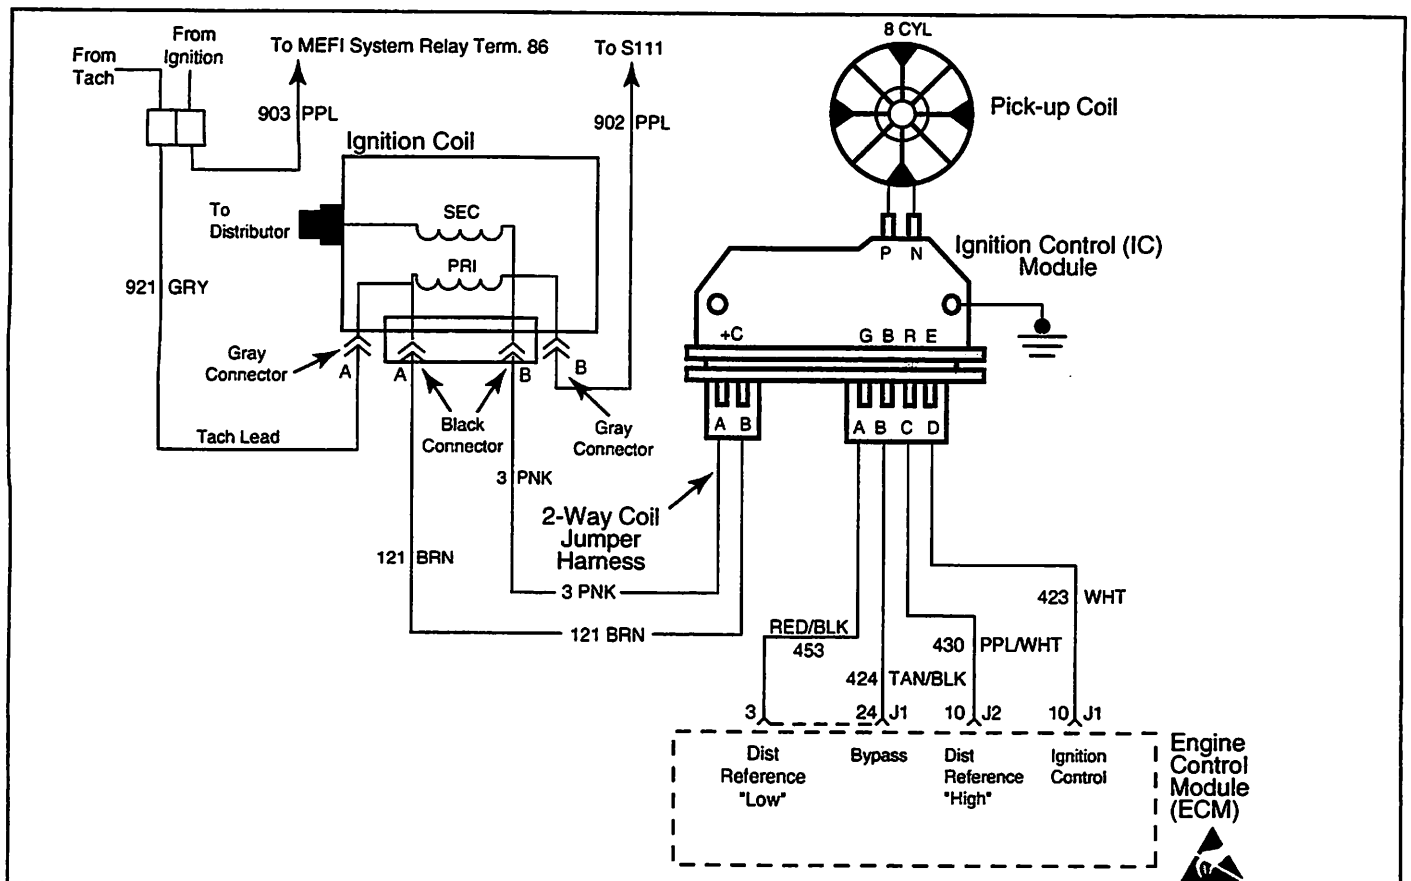 8 CYL
From
Ignition
From
Tach
To MEFI System Relay Term. 86
To S111
Pick-up Coil
903 PPL
902 PPL
Ignition Coil
To
Distributor
SEC
PRI
P N
Ignition Control (IC)
Module
921 GRY
+C
G B R E
Gray
Connector
A
A
B
B
Black
Connector
Gray
Connector
A B
A B C D
Tach Lead
3 PNK
2-Way Coil
Jumper
Harness
121 BRN
3 PNK
121 BRN
423 WHT
RED/BLK
453
430 PPL/WHT
424 TAN/BLK
3
24 J1
10 J2
10 J1
Dist
Reference
"Low"
Bypass
Dist
Reference
"High"
Ignition
Control
Engine
Control
Module
(ECM)